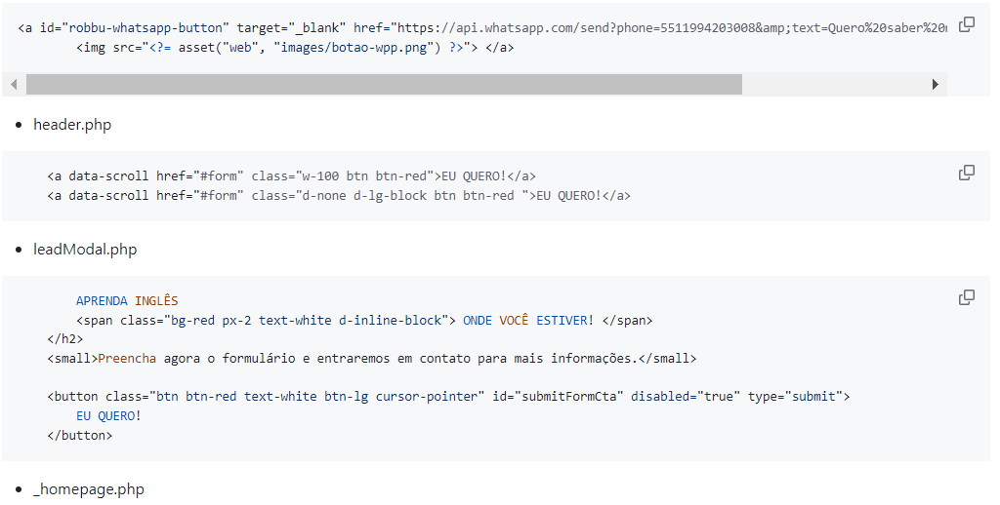 <a id="robbu-whatsapp-button" target="_blank" href="https://api.whatsapp.com/send?phone=5511994203008&amp;text=Quero%20saber%20
<img src="<?= asset("web", "images/botao-wpp.png") ?>"> </a>
header.php
<a data-scroll href="#form" class="w-100 btn btn-red">EU QUERO!</a>
<a data-scroll href="#form" class="d-none d-lg-block btn btn-red ">EU QUERO!</a>
leadModal.php
APRENDA INGLÊS
<span class="bg-red px-2 text-white d-inline-block"> ONDE VOCÊ ESTIVER! </span>
</h2>
<small>Preencha agora o formulário e entraremos em contato para mais informações.</small>
<button class="btn btn-red text-white btn-lg cursor-pointer" id="submitFormCta" disabled="true" type="submit">
EU QUERO!
</button>
_homepage.php